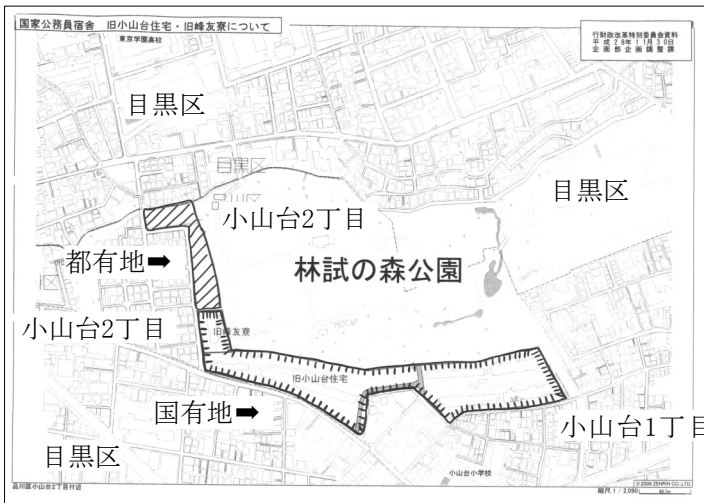 国家公務員宿舎　旧小山台住宅・旧峰友寮について
行財政改革特別委員会資料
平成28年11月30日
企画部企画調整課
東京学園高校
目黒区
目黒区
目黒区
小山台2丁目
都有地➡
林試の森公園
小山台2丁目
旧峰友寮
旧小山台住宅
国有地➡
小山台1丁目
目黒区
小山台小学校
品川区小山台2丁目付近
© 2009 ZENRIN CO.,LTD
縮尺 1／2,090